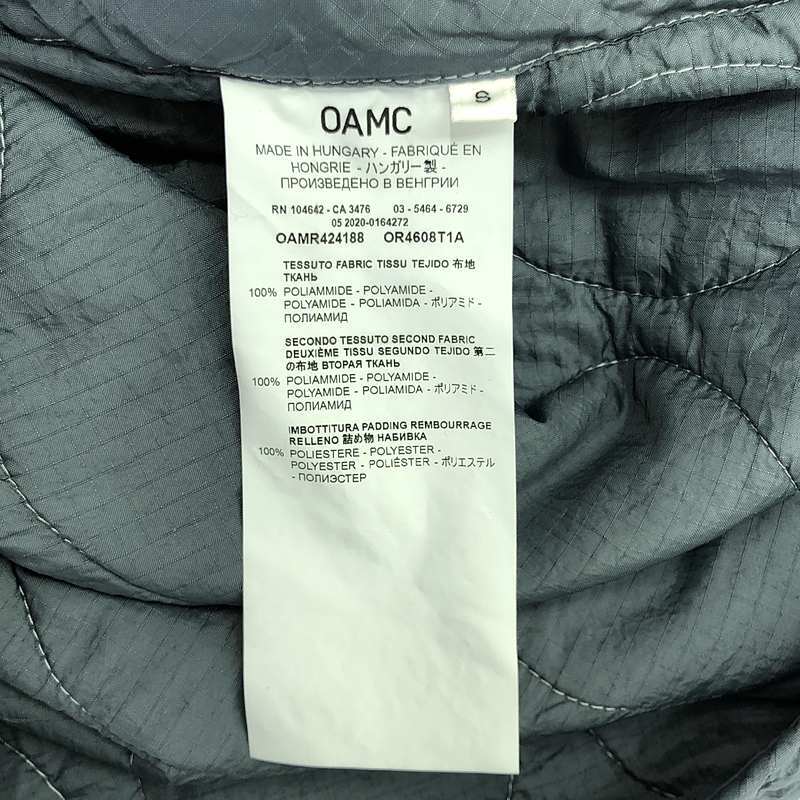 S
OAMC
MADE IN HUNGARY - FABRIQUÉ EN
HONGRIE - ハンガリー製 -
ПРОИЗВЕДЕНО В ВЕНГРИИ
RN 104642 - CA 3476 03 - 5464 - 6729
05 2020-0164272
OAMR424188 OR4608T1A
TESSUTO FABRIC TISSU TEJIDO 布地
ТКАНЬ
100% POLIAMMIDE - POLYAMIDE -
POLYAMIDE - POLIAMIDA - ポリアミド -
ПОЛИАМИД
SECONDO TESSUTO SECOND FABRIC
DEUXIÈME TISSU SEGUNDO TEJIDO 第二
の布地 ВТОРАЯ ТКАНЬ
100% POLIAMMIDE - POLYAMIDE -
POLYAMIDE - POLIAMIDA - ポリアミド -
ПОЛИАМИД
IMBOTTITURA PADDING REMBOURRAGE
RELLENO 詰め物 НАБИВКА
100% POLIESTERE - POLYESTER -
POLYESTER - POLIÉSTER - ポリエステル
- ПОЛИЭСТЕР